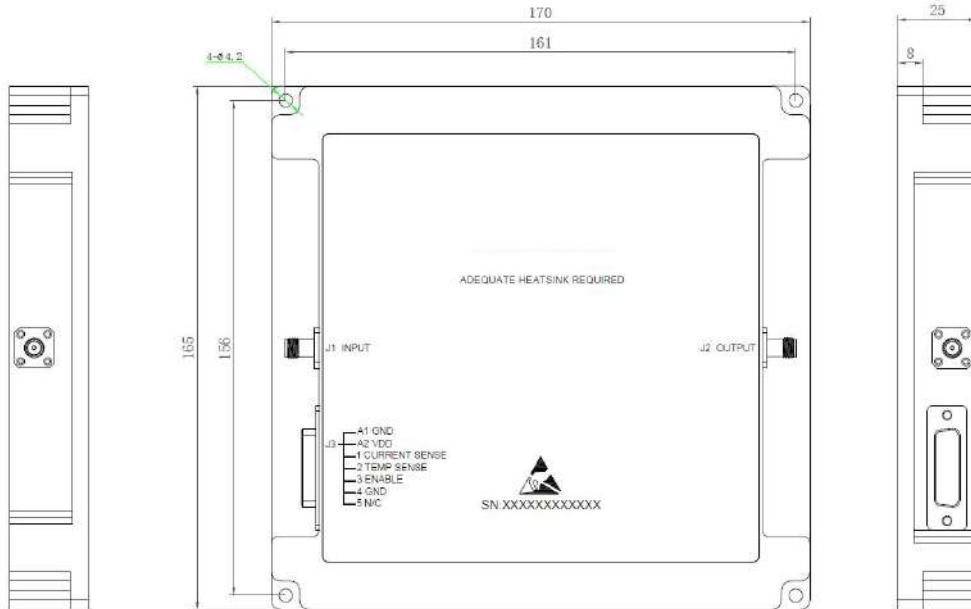 170
25
161
8
4-ø4.2
ADEQUATE HEATSINK REQUIRED
165
156
J1 INPUT
J2 OUTPUT
J3
A1 GND
A2 VDD
1 CURRENT SENSE
2 TEMP SENSE
3 ENABLE
4 GND
5 N/C
SN:XXXXXXXXXXXX